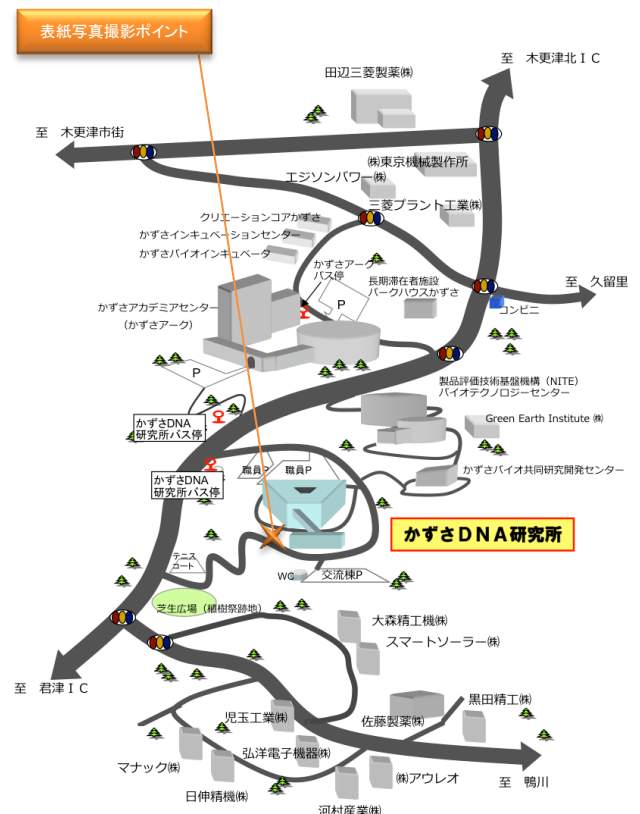 表紙写真撮影ポイント
至　木更津北ＩＣ
田辺三菱製薬㈱
至　木更津市街
㈱東京機械製作所
エジソンパワー㈱
三菱プラント工業㈱
クリエーションコアかずさ
かずさインキュベーションセンター
かずさバイオインキュベータ
かずさアーク
バス停
長期滞在者施設
パークハウスかずさ
至　久留里
P
コンビニ
かずさアカデミアセンター
（かずさアーク）
P
製品評価技術基盤機構（NITE）
バイオテクノロジーセンター
Green Earth Institute ㈱
かずさDNA
研究所バス停
職員P
職員P
かずさバイオ共同研究開発センター
かずさDNA
研究所バス停
かずさＤＮＡ研究所
テニス
コート
WC
交流棟P
芝生広場（植樹祭跡地）
大森精工機㈱
スマートソーラー㈱
至　君津ＩＣ
黒田精工㈱
児玉工業㈱
佐藤製薬㈱
弘洋電子機器㈱
マナック㈱
㈱アウレオ
至　鴨川
日伸精機㈱
河村産業㈱